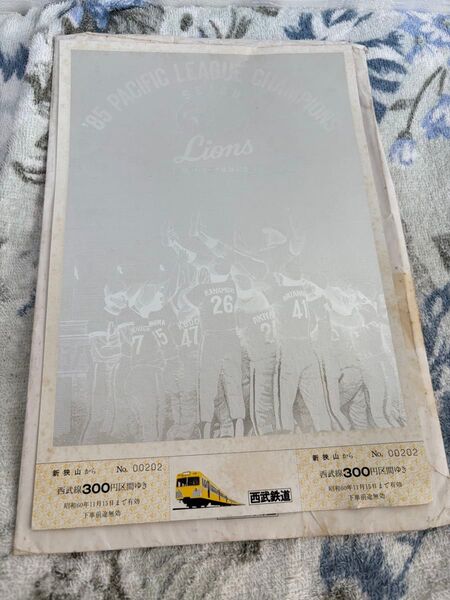 '85 PACIFIC LEAGUE CHAMPIONS
SEIBU
Lions
26
41
7
5
47
新狭山から No. 00202
西武線300円区間ゆき
昭和60年11月15日まで有効
下車前途無効
西武鉄道
新狭山から No. 00202
西武線300円区間ゆき
昭和60年11月15日まで有効
下車前途無効